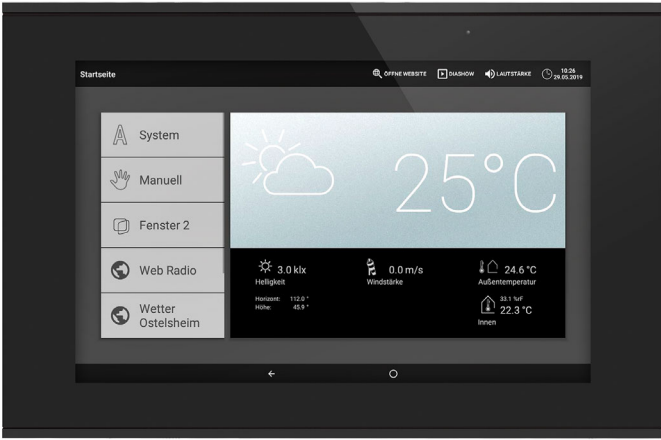 Startseite
ÖFFNE WEBSITE
DIASHOW
LAUTSTÄRKE
10:26
29.05.2019
System
Manuell
Fenster 2
Web Radio
Wetter
Ostelsheim
25°C
3.0 klx
Helligkeit
Horizont: 112.0 °
Höhe: 45.9 °
0.0 m/s
Windstärke
24.6 °C
Außentemperatur
33.1 %rF
22.3 °C
Innen